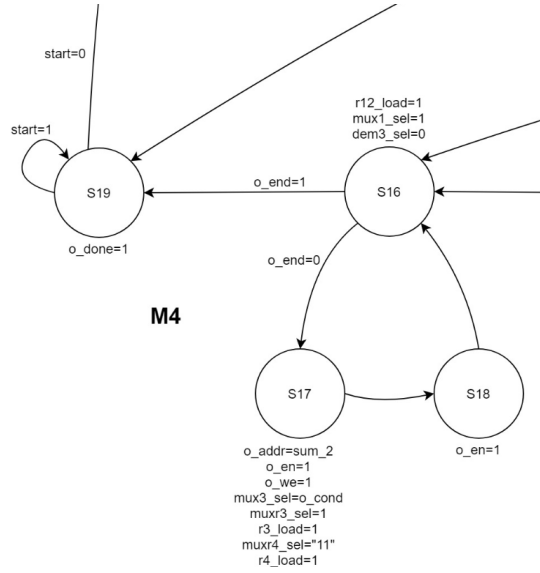 start=0
start=1
S19
o_done=1
r12_load=1
mux1_sel=1
dem3_sel=0
S16
o_end=1
o_end=0
M4
S17
S18
o_addr=sum_2
o_en=1
o_we=1
mux3_sel=o_cond
muxr3_sel=1
r3_load=1
muxr4_sel="11"
r4_load=1
o_en=1